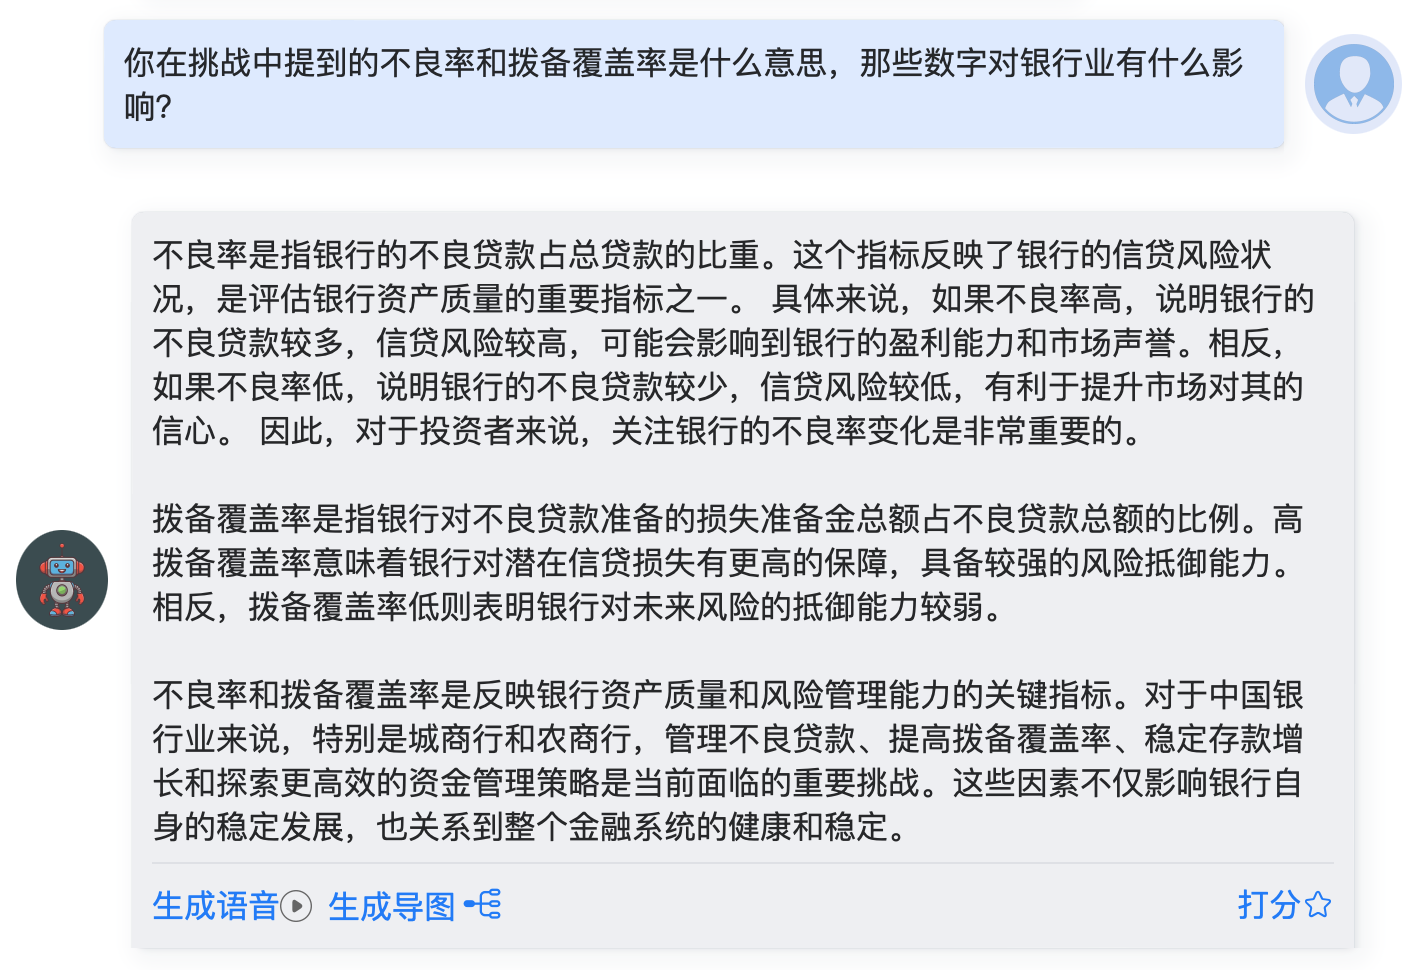 你在挑战中提到的不良率和拨备覆盖率是什么意思，那些数字对银行业有什么影
响？
不良率是指银行的不良贷款占总贷款的比重。这个指标反映了银行的信贷风险状
况，是评估银行资产质量的重要指标之一。 具体来说，如果不良率高，说明银行的
不良贷款较多，信贷风险较高，可能会影响到银行的盈利能力和市场声誉。相反，
如果不良率低，说明银行的不良贷款较少，信贷风险较低，有利于提升市场对其的
信心。 因此，对于投资者来说，关注银行的不良率变化是非常重要的。
拨备覆盖率是指银行对不良贷款准备的损失准备金总额占不良贷款总额的比例。高
拨备覆盖率意味着银行对潜在信贷损失有更高的保障，具备较强的风险抵御能力。
相反，拨备覆盖率低则表明银行对未来风险的抵御能力较弱。
不良率和拨备覆盖率是反映银行资产质量和风险管理能力的关键指标。对于中国银
行业来说，特别是城商行和农商行，管理不良贷款、提高拨备覆盖率、稳定存款增
长和探索更高效的资金管理策略是当前面临的重要挑战。这些因素不仅影响银行自
身的稳定发展，也关系到整个金融系统的健康和稳定。
生成语音 生成导图 打分